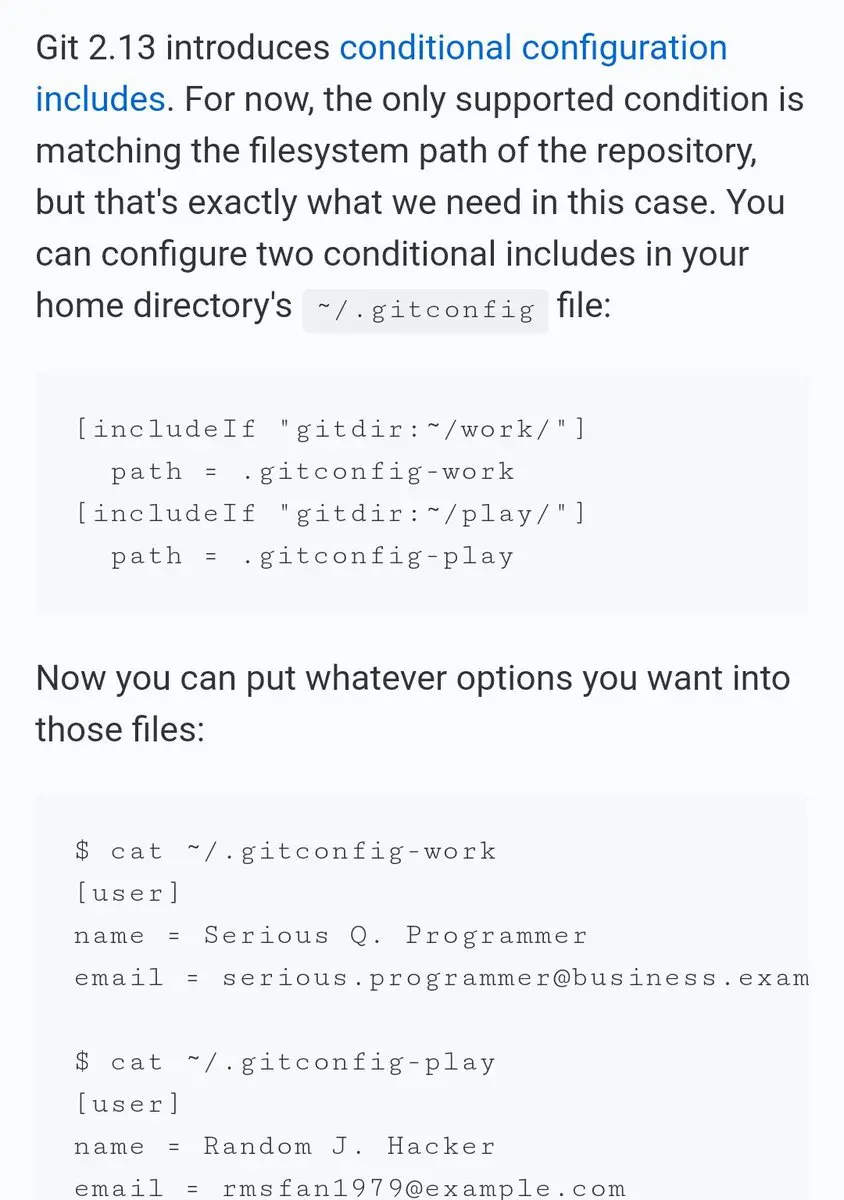 Git 2.13 introduces conditional configuration
includes. For now, the only supported condition is
matching the filesystem path of the repository,
but that's exactly what we need in this case. You
can configure two conditional includes in your
home directory's ~/.gitconfig file:
[includeIf "gitdir:~/work/"]
  path = .gitconfig-work
[includeIf "gitdir:~/play/"]
  path = .gitconfig-play
Now you can put whatever options you want into
those files:
$ cat ~/.gitconfig-work
[user]
name = Serious Q. Programmer
email = serious.programmer@business.exam
$ cat ~/.gitconfig-play
[user]
name = Random J. Hacker
email = rmsfan1979@example.com